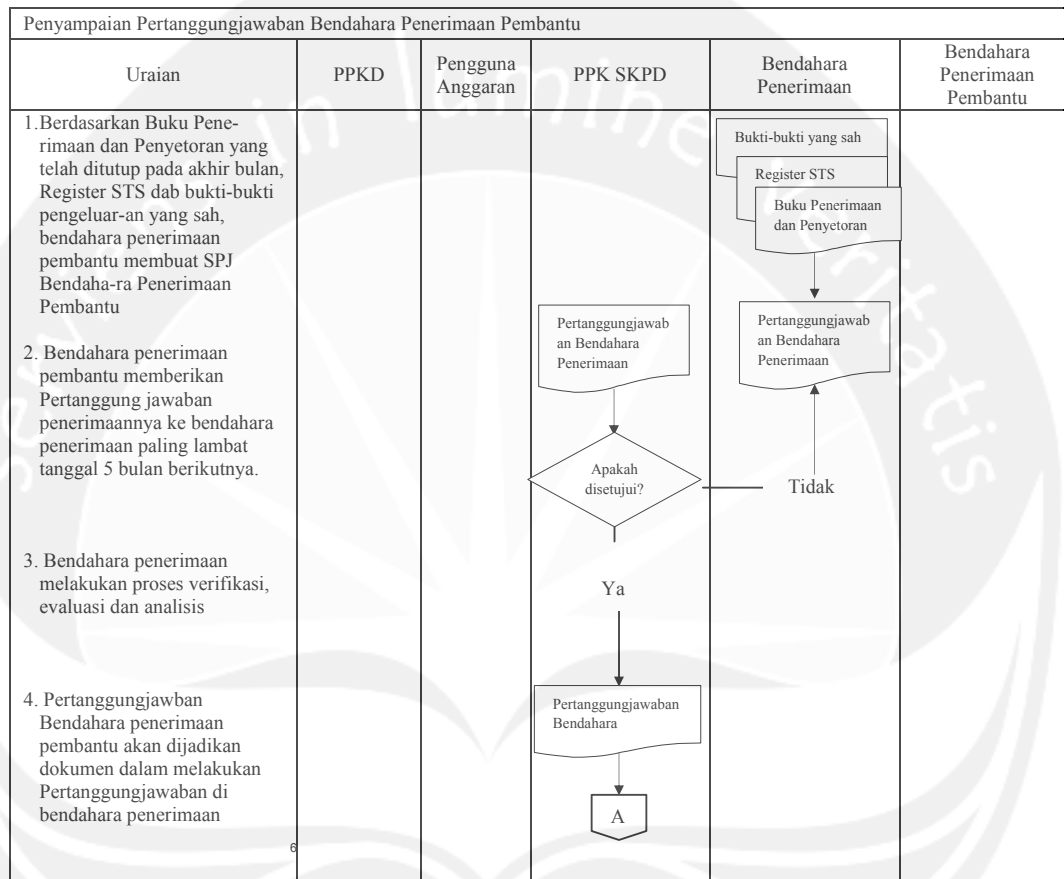 Penyampaian Pertanggungjawaban Bendahara Penerimaan Pembantu
Uraian
PPKD
Pengguna
Anggaran
PPK SKPD
Bendahara
Penerimaan
Bendahara
Penerimaan
Pembantu
1.Berdasarkan Buku Pene-
rimaan dan Penyetoran yang
telah ditutup pada akhir bulan,
Register STS dab bukti-bukti
pengeluar-an yang sah,
bendahara penerimaan
pembantu membuat SPJ
Bendaha-ra Penerimaan
Pembantu
2. Bendahara penerimaan
pembantu memberikan
Pertanggung jawaban
penerimaannya ke bendahara
penerimaan paling lambat
tanggal 5 bulan berikutnya.
3. Bendahara penerimaan
melakukan proses verifikasi,
evaluasi dan analisis
4. Pertanggungjawban
Bendahara penerimaan
pembantu akan dijadikan
dokumen dalam melakukan
Pertanggungjawaban di
bendahara penerimaan
6
Pertanggungjawab
an Bendahara
Penerimaan
Apakah
disetujui?
Ya
Pertanggungjawaban
Bendahara
A
Bukti-bukti yang sah
Register STS
Buku Penerimaan
dan Penyetoran
Pertanggungjawab
an Bendahara
Penerimaan
Tidak
serviens in lumine veritatis